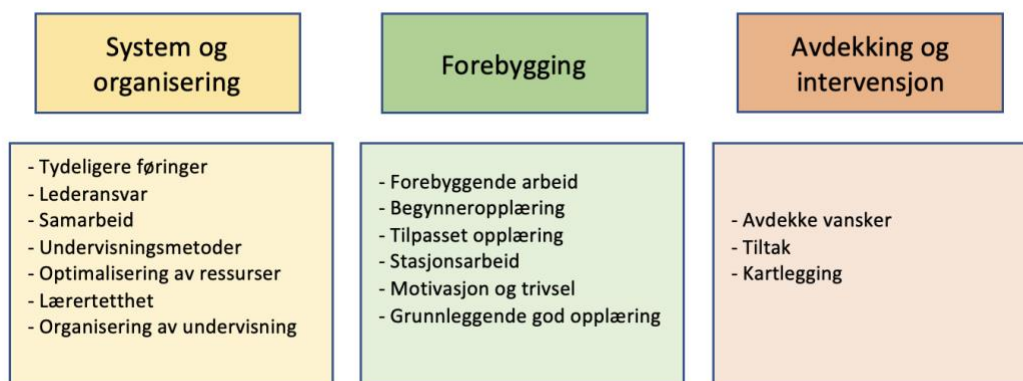 System og
organisering
- Tydeligere føringer
- Lederansvar
- Samarbeid
- Undervisningsmetoder
- Optimalisering av ressurser
- Lærertetthet
- Organisering av undervisning
Forebygging
- Forebyggende arbeid
- Begynneropplæring
- Tilpasset opplæring
- Stasjonsarbeid
- Motivasjon og trivsel
- Grunnleggende god opplæring
Avdekking og
intervensjon
- Avdekke vansker
- Tiltak
- Kartlegging